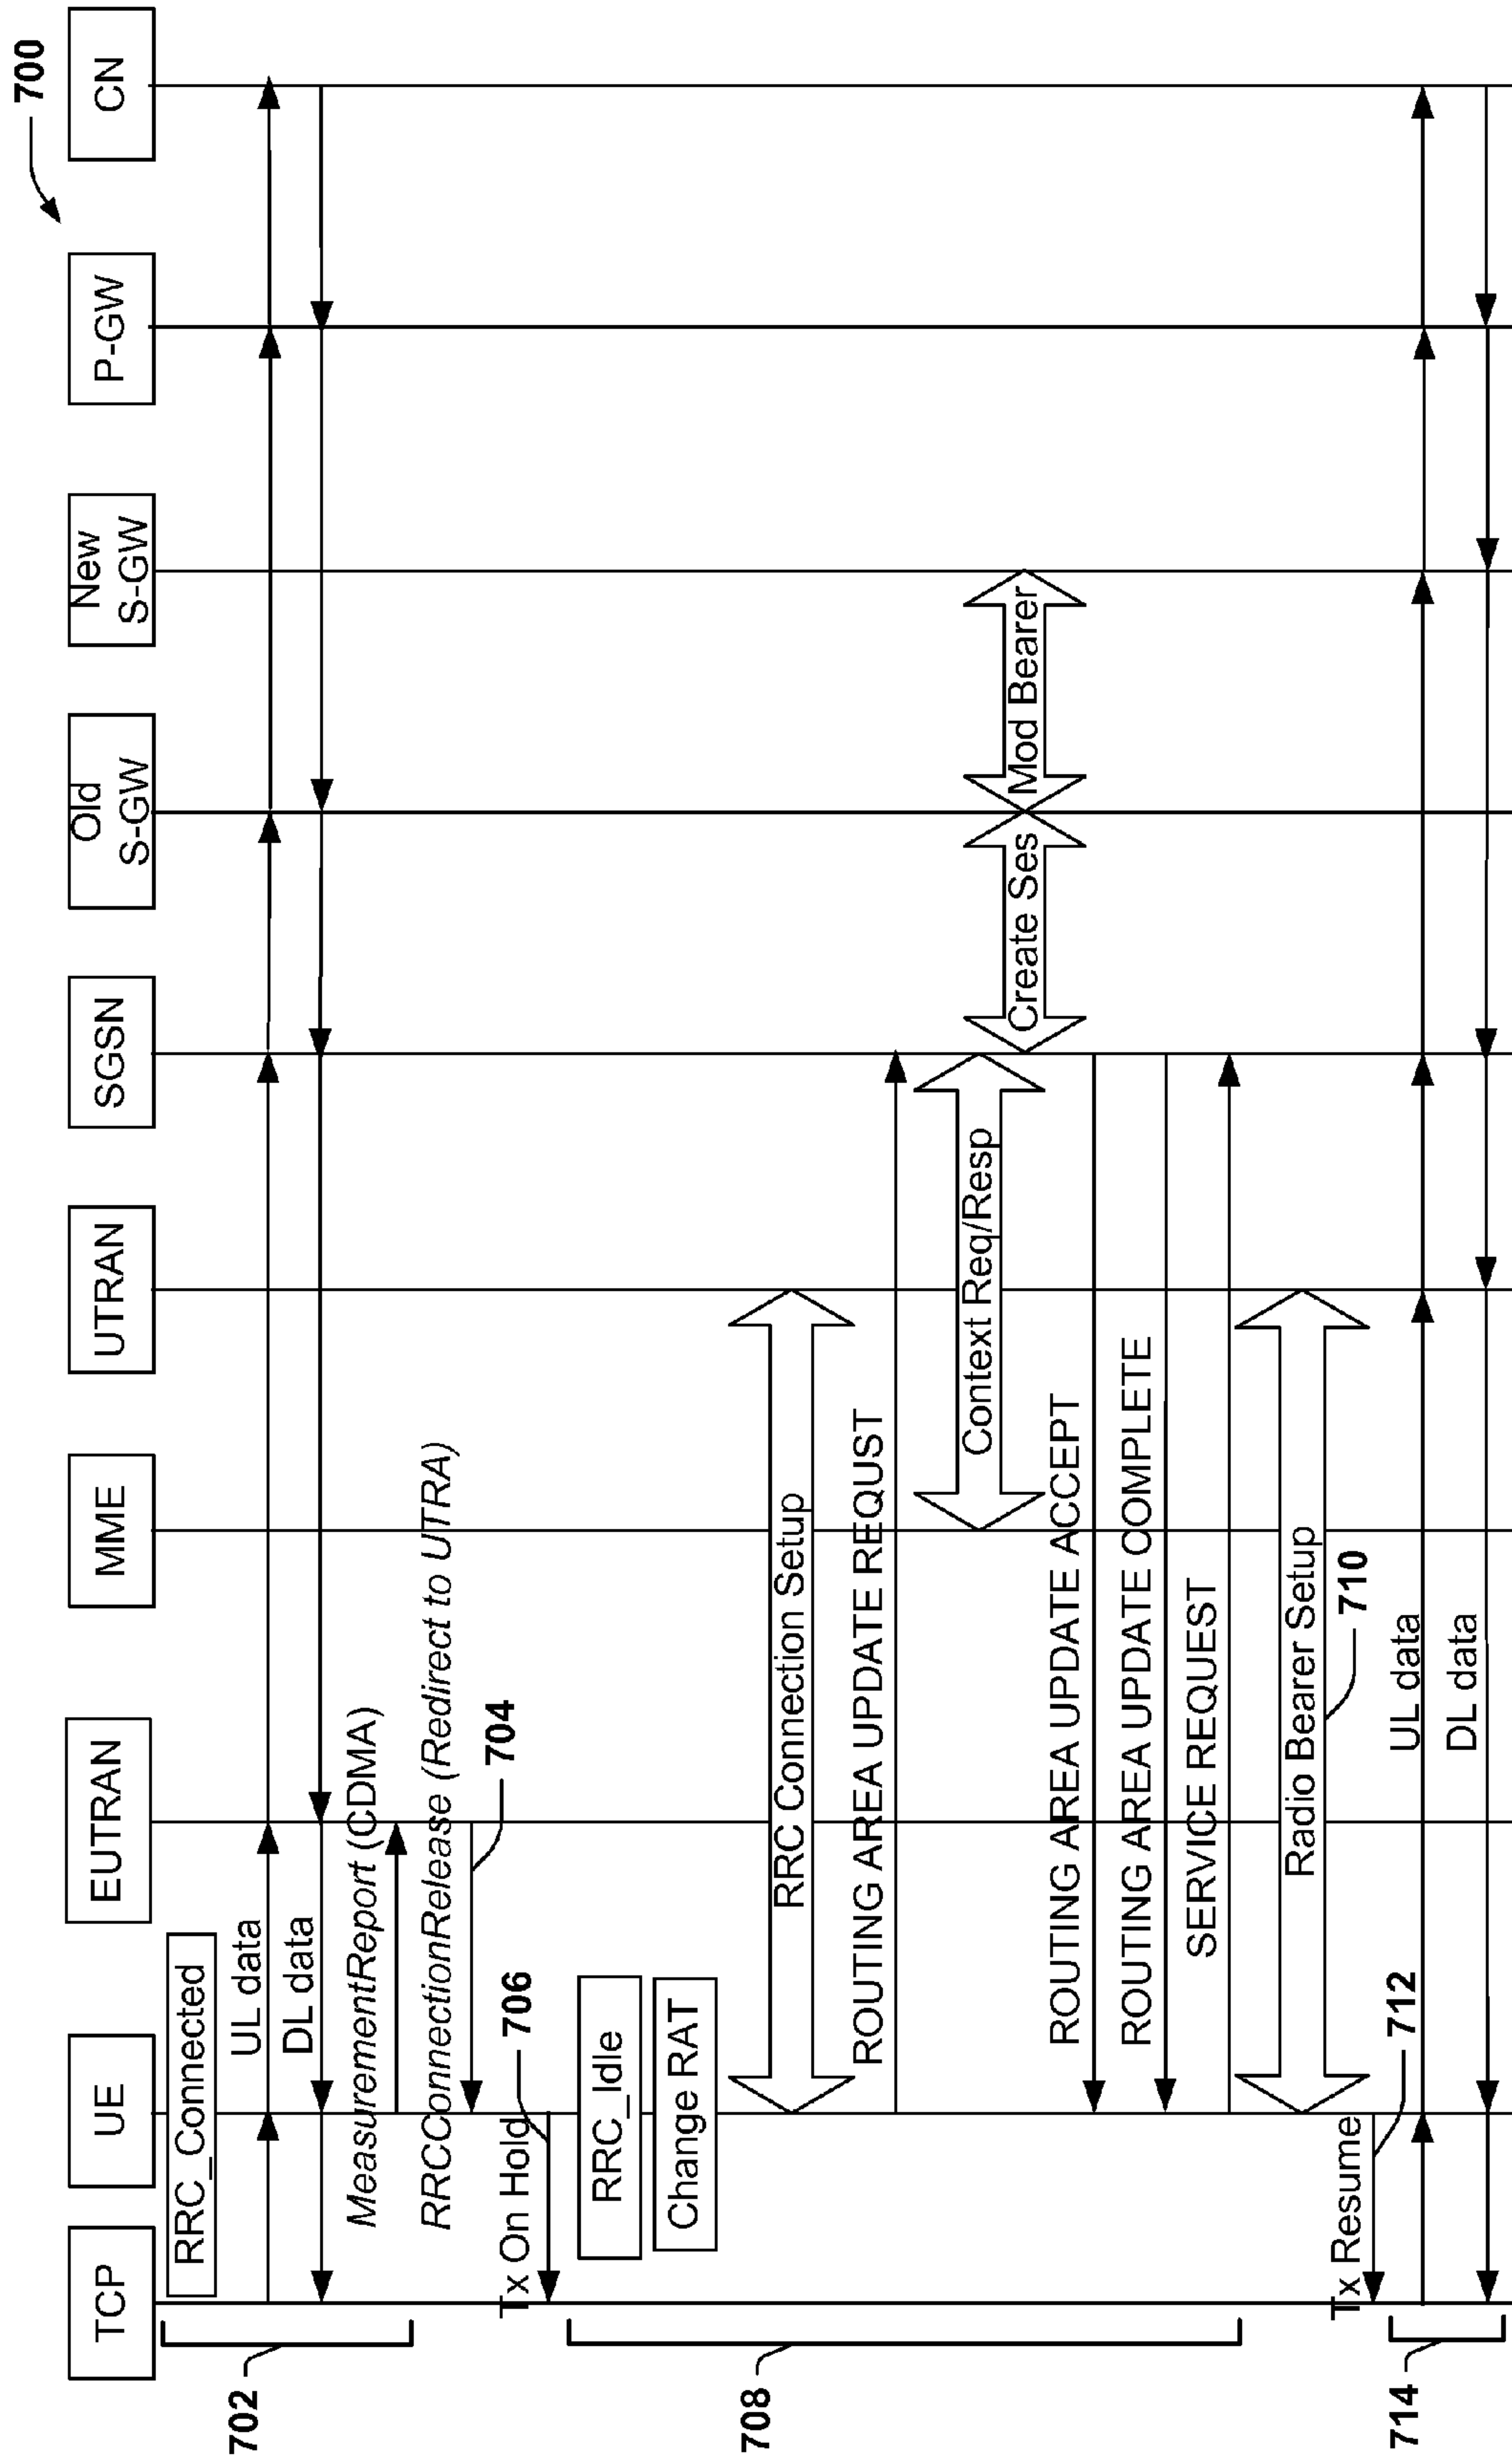 700
TCP
UE
EUTRAN
MME
UTRAN
SGSN
Old
S-GW
New
S-GW
P-GW
CN
RRC_Connected
UL data
DL data
702
MeasurementReport (CDMA)
RRCConnectionRelease (Redirect to UTRA)
704
Tx On Hold
706
RRC_Idle
Change RAT
708
RRC Connection Setup
ROUTING AREA UPDATE REQUST
Context Req/Resp
Create Ses
Mod Bearer
ROUTING AREA UPDATE ACCEPT
ROUTING AREA UPDATE COMPLETE
SERVICE REQUEST
Radio Bearer Setup
710
Tx Resume
712
UL data
DL data
714